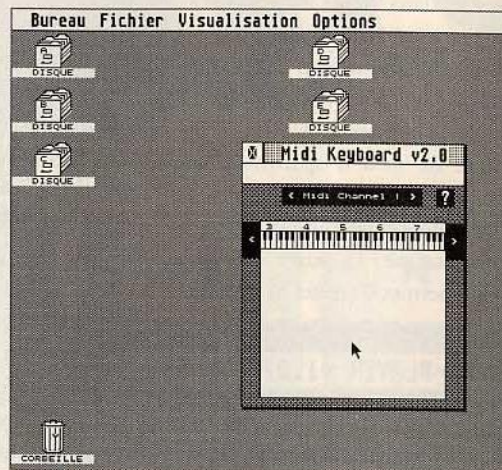 Bureau Fichier Visualisation Options
A
DISQUE
D
DISQUE
B
DISQUE
E
DISQUE
C
DISQUE
Midi Keyboard v2.0
< Midi Channel 1 > ?
3 4 5 6 7
< >
CORBEILLE